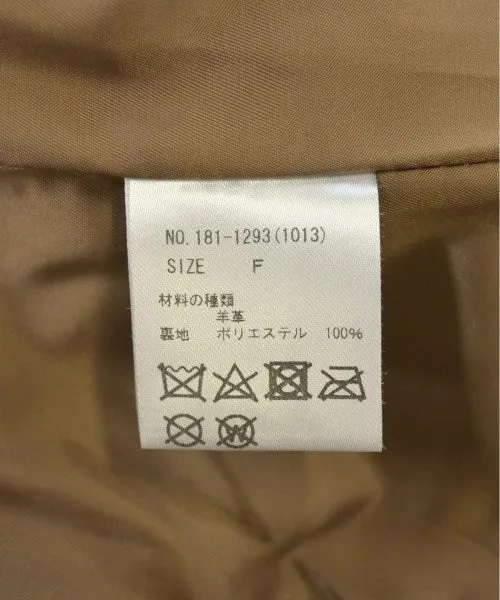 NO. 181-1293(1013)
SIZE F
材料の種類
羊革
裏地 ポリエステル 100%
W